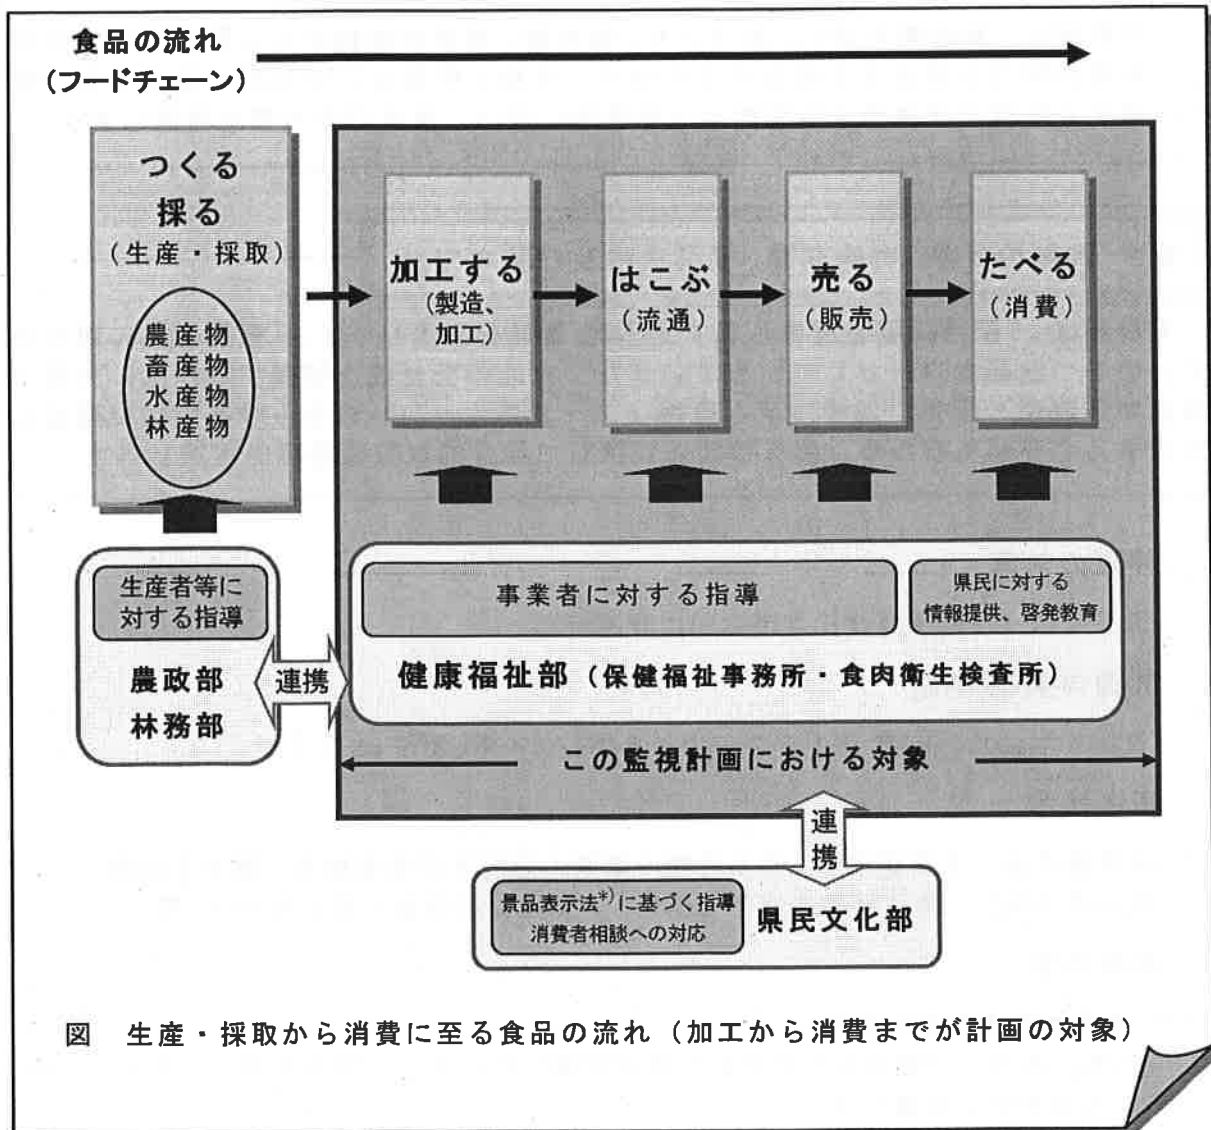 食品の流れ
（フードチェーン）
つくる
採る
（生産・採取）
農産物
畜産物
水産物
林産物
加工する
（製造、
加工）
はこぶ
（流通）
売る
（販売）
たべる
（消費）
生産者等に
対する指導
農政部
林務部
連携
事業者に対する指導
県民に対する
情報提供、啓発教育
健康福祉部（保健福祉事務所・食肉衛生検査所）
この監視計画における対象
連
携
景品表示法*)に基づく指導
消費者相談への対応
県民文化部
図　生産・採取から消費に至る食品の流れ（加工から消費までが計画の対象）